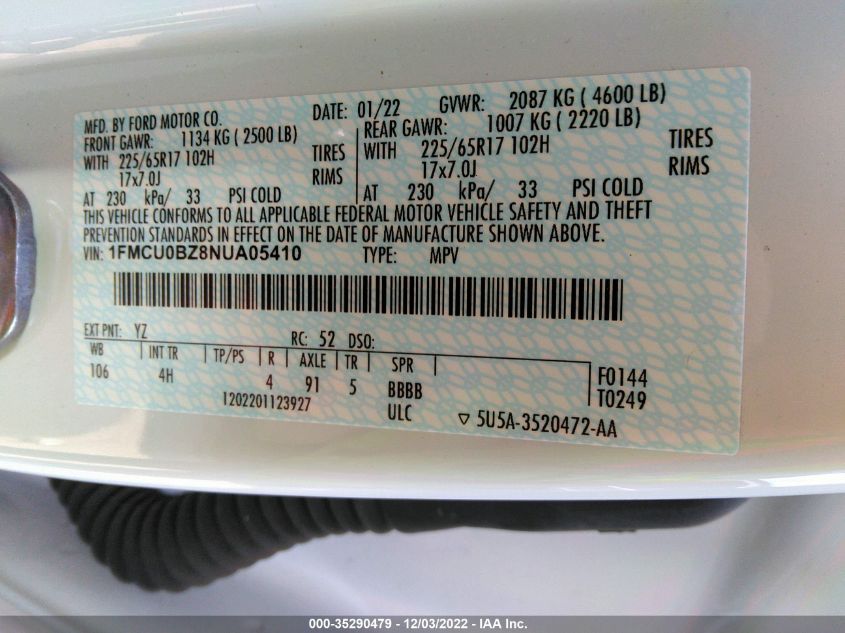 MFD. BY FORD MOTOR CO. DATE: 01/22 GVWR: 2087 KG ( 4600 LB)
FRONT GAWR: 1134 KG ( 2500 LB) REAR GAWR: 1007 KG ( 2220 LB)
WITH 225/65R17 102H TIRES WITH 225/65R17 102H TIRES
17x7.0J RIMS 17x7.0J RIMS
AT 230 kPa/ 33 PSI COLD AT 230 kPa/ 33 PSI COLD
THIS VEHICLE CONFORMS TO ALL APPLICABLE FEDERAL MOTOR VEHICLE SAFETY AND THEFT
PREVENTION STANDARDS IN EFFECT ON THE DATE OF MANUFACTURE SHOWN ABOVE.
VIN: 1FMCU0BZ8NUA05410 TYPE: MPV
EXT PNT: YZ RC: 52 DSO:
WB INT TR TP/PS R AXLE TR SPR
106 4H 4 91 5 BBBB F0144
1202201123927 ULC T0249
▽ 5U5A-3520472-AA
000-35290479 - 12/03/2022 - IAA Inc.